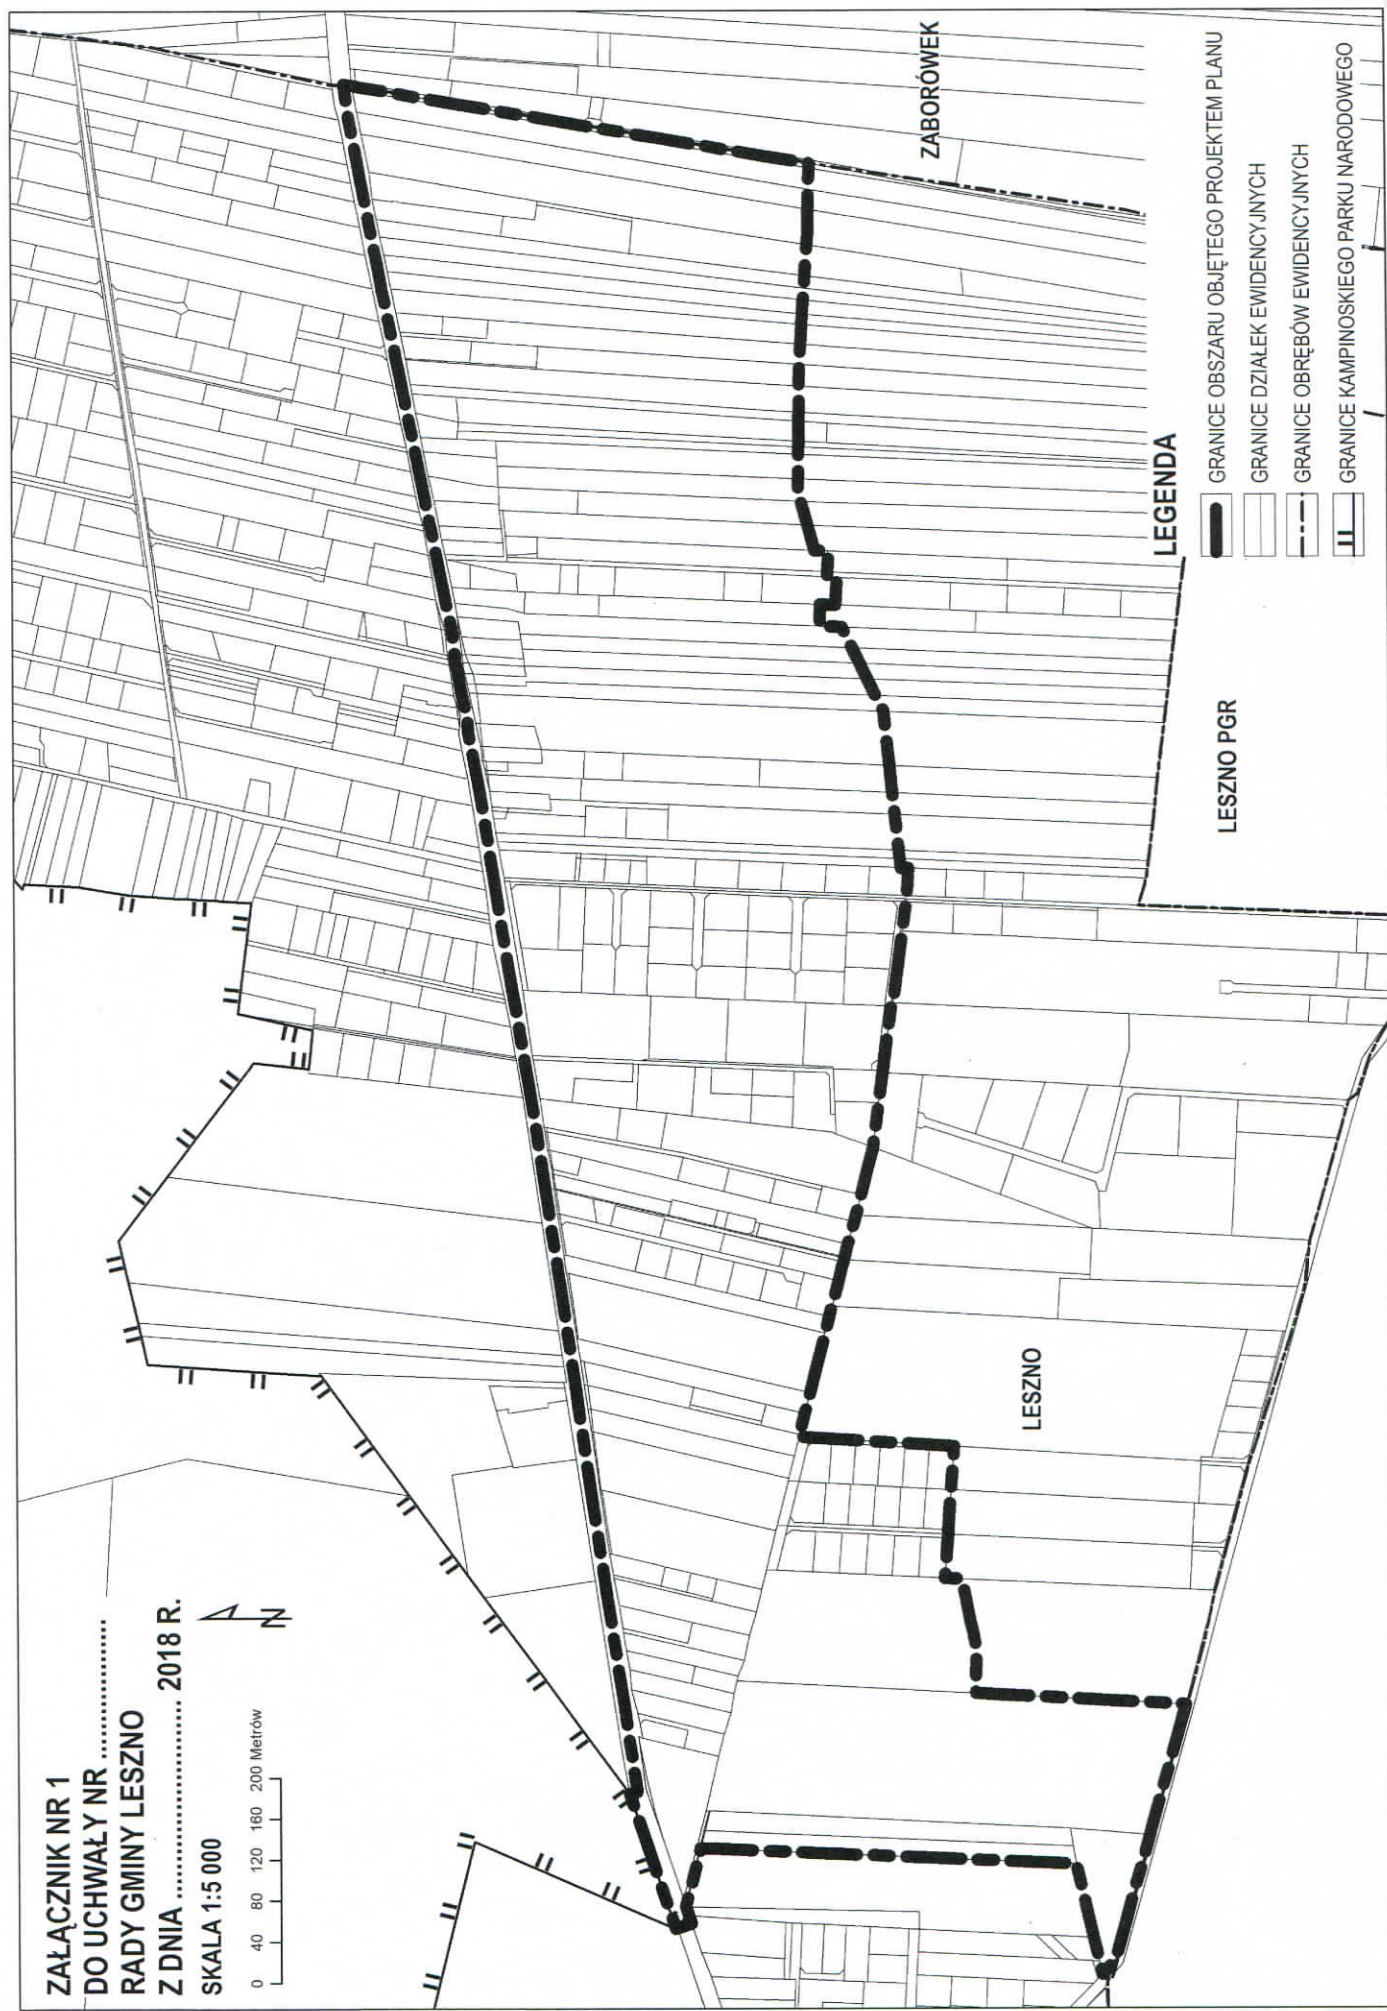 ZAŁĄCZNIK NR 1
DO UCHWAŁY NR ........................
RADY GMINY LESZNO
Z DNIA ............................ 2018 R.
SKALA 1:5 000
0 40 80 120 160 200 Metrów
N
ZABORÓWEK
LESZNO PGR
LESZNO
LEGENDA
GRANICE OBSZARU OBJĘTEGO PROJEKTEM PLANU
GRANICE DZIAŁEK EWIDENCYJNYCH
GRANICE OBRĘBÓW EWIDENCYJNYCH
GRANICE KAMPINOSKIEGO PARKU NARODOWEGO